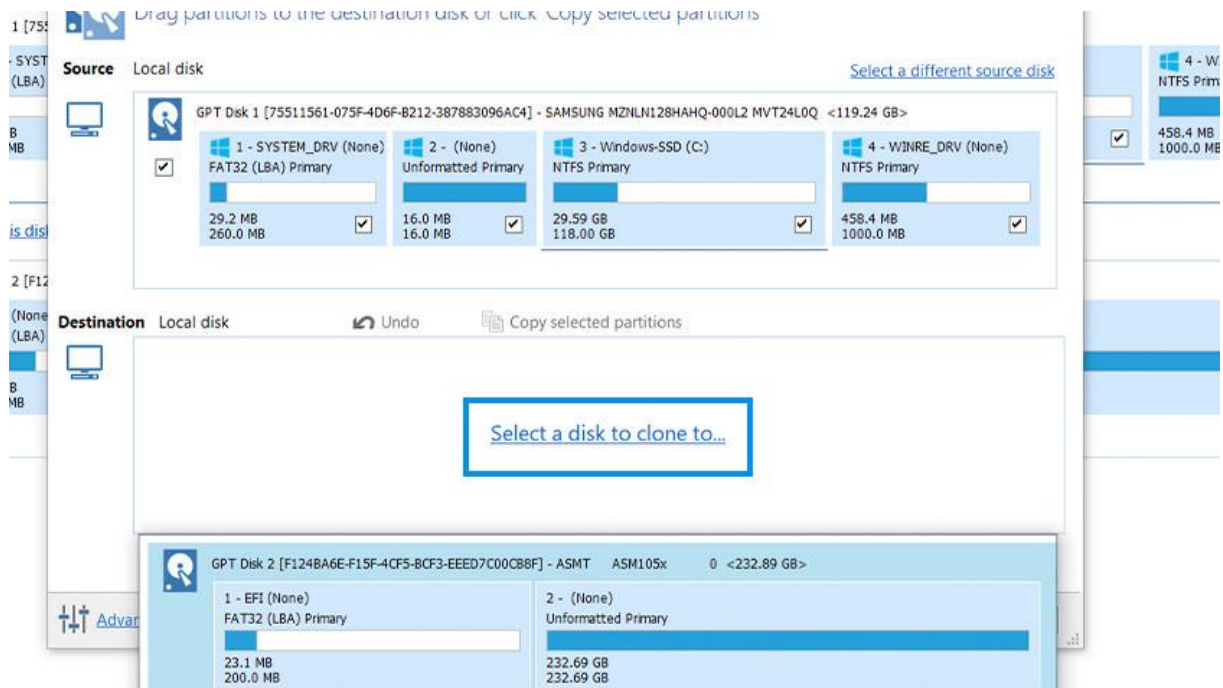 Drag partitions to the destination disk or click 'Copy selected partitions'
1 [755
- SYST
(LBA)
B
MB
is dis
2 [F12
(None
(LBA)
B
MB
Source Local disk Select a different source disk
GPT Disk 1 [75511561-075F-4D6F-B212-387883096AC4] - SAMSUNG MZNLN128HAHQ-000L2 MVT24L0Q <119.24 GB>
1 - SYSTEM_DRV (None)
FAT32 (LBA) Primary
29.2 MB
260.0 MB
2 - (None)
Unformatted Primary
16.0 MB
16.0 MB
3 - Windows-SSD (C:)
NTFS Primary
29.59 GB
118.00 GB
4 - WINRE_DRV (None)
NTFS Primary
458.4 MB
1000.0 MB
4 - W
NTFS Prim
458.4 MB
1000.0 MB
Destination Local disk Undo Copy selected partitions
Select a disk to clone to...
GPT Disk 2 [F124BA6E-F15F-4CF5-BCF3-EEED7C00CB8F] - ASMT ASM105x 0 <232.89 GB>
1 - EFI (None)
FAT32 (LBA) Primary
23.1 MB
200.0 MB
2 - (None)
Unformatted Primary
232.69 GB
232.69 GB
Advan